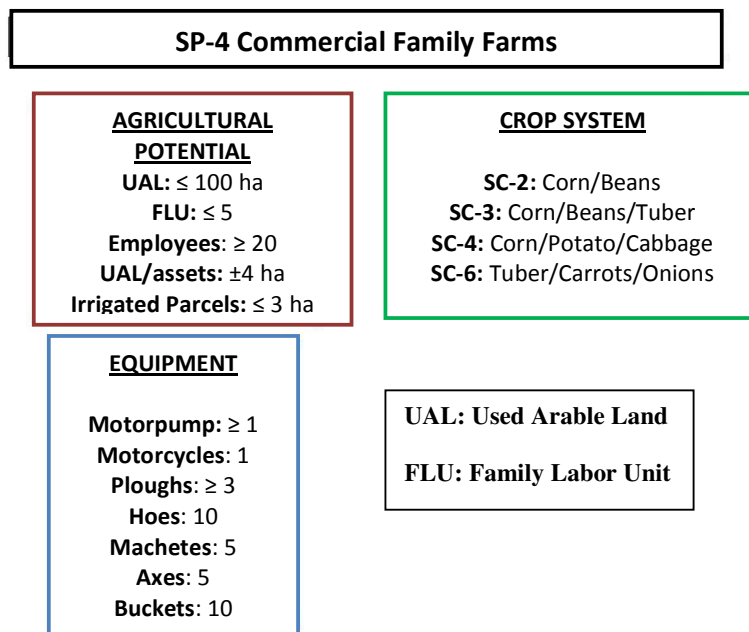 SP-4 Commercial Family Farms
AGRICULTURAL
POTENTIAL
UAL: ≤ 100 ha
FLU: ≤ 5
Employees: ≥ 20
UAL/assets: ±4 ha
Irrigated Parcels: ≤ 3 ha
CROP SYSTEM
SC-2: Corn/Beans
SC-3: Corn/Beans/Tuber
SC-4: Corn/Potato/Cabbage
SC-6: Tuber/Carrots/Onions
EQUIPMENT
Motorpump: ≥ 1
Motorcycles: 1
Ploughs: ≥ 3
Hoes: 10
Machetes: 5
Axes: 5
Buckets: 10
UAL: Used Arable Land
FLU: Family Labor Unit